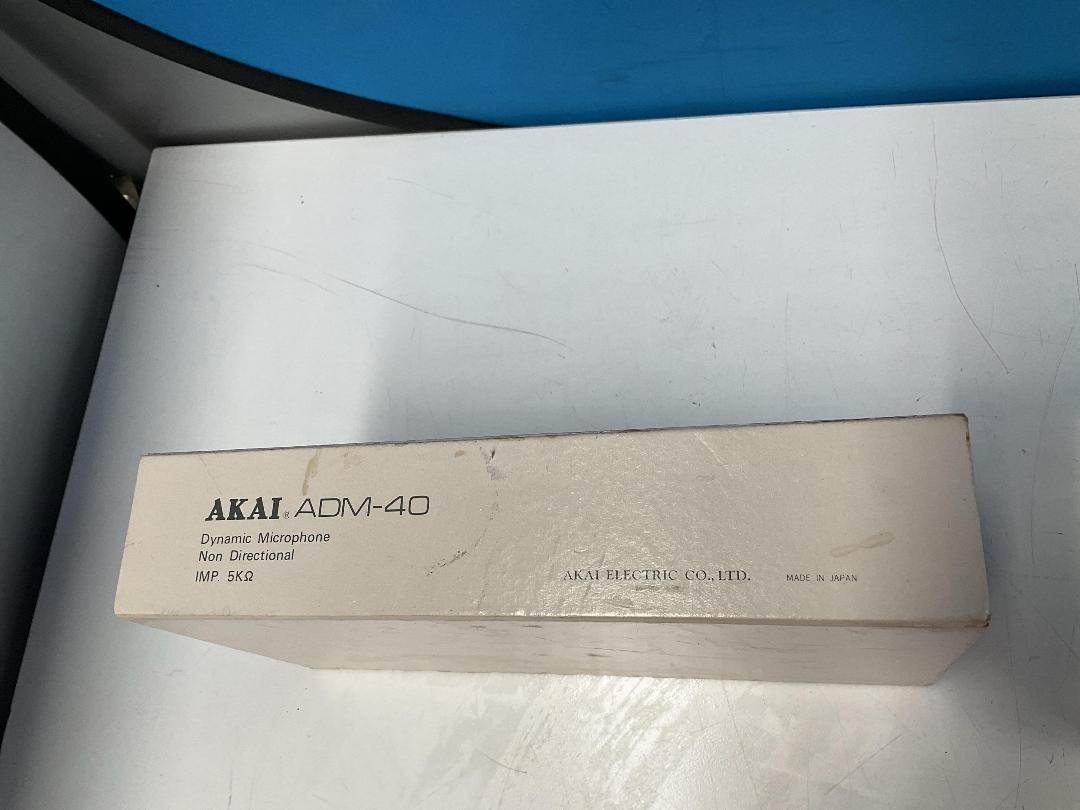 AKAI® ADM-40
Dynamic Microphone
Non Directional
IMP. 5KΩ
AKAI ELECTRIC CO., LTD. MADE IN JAPAN